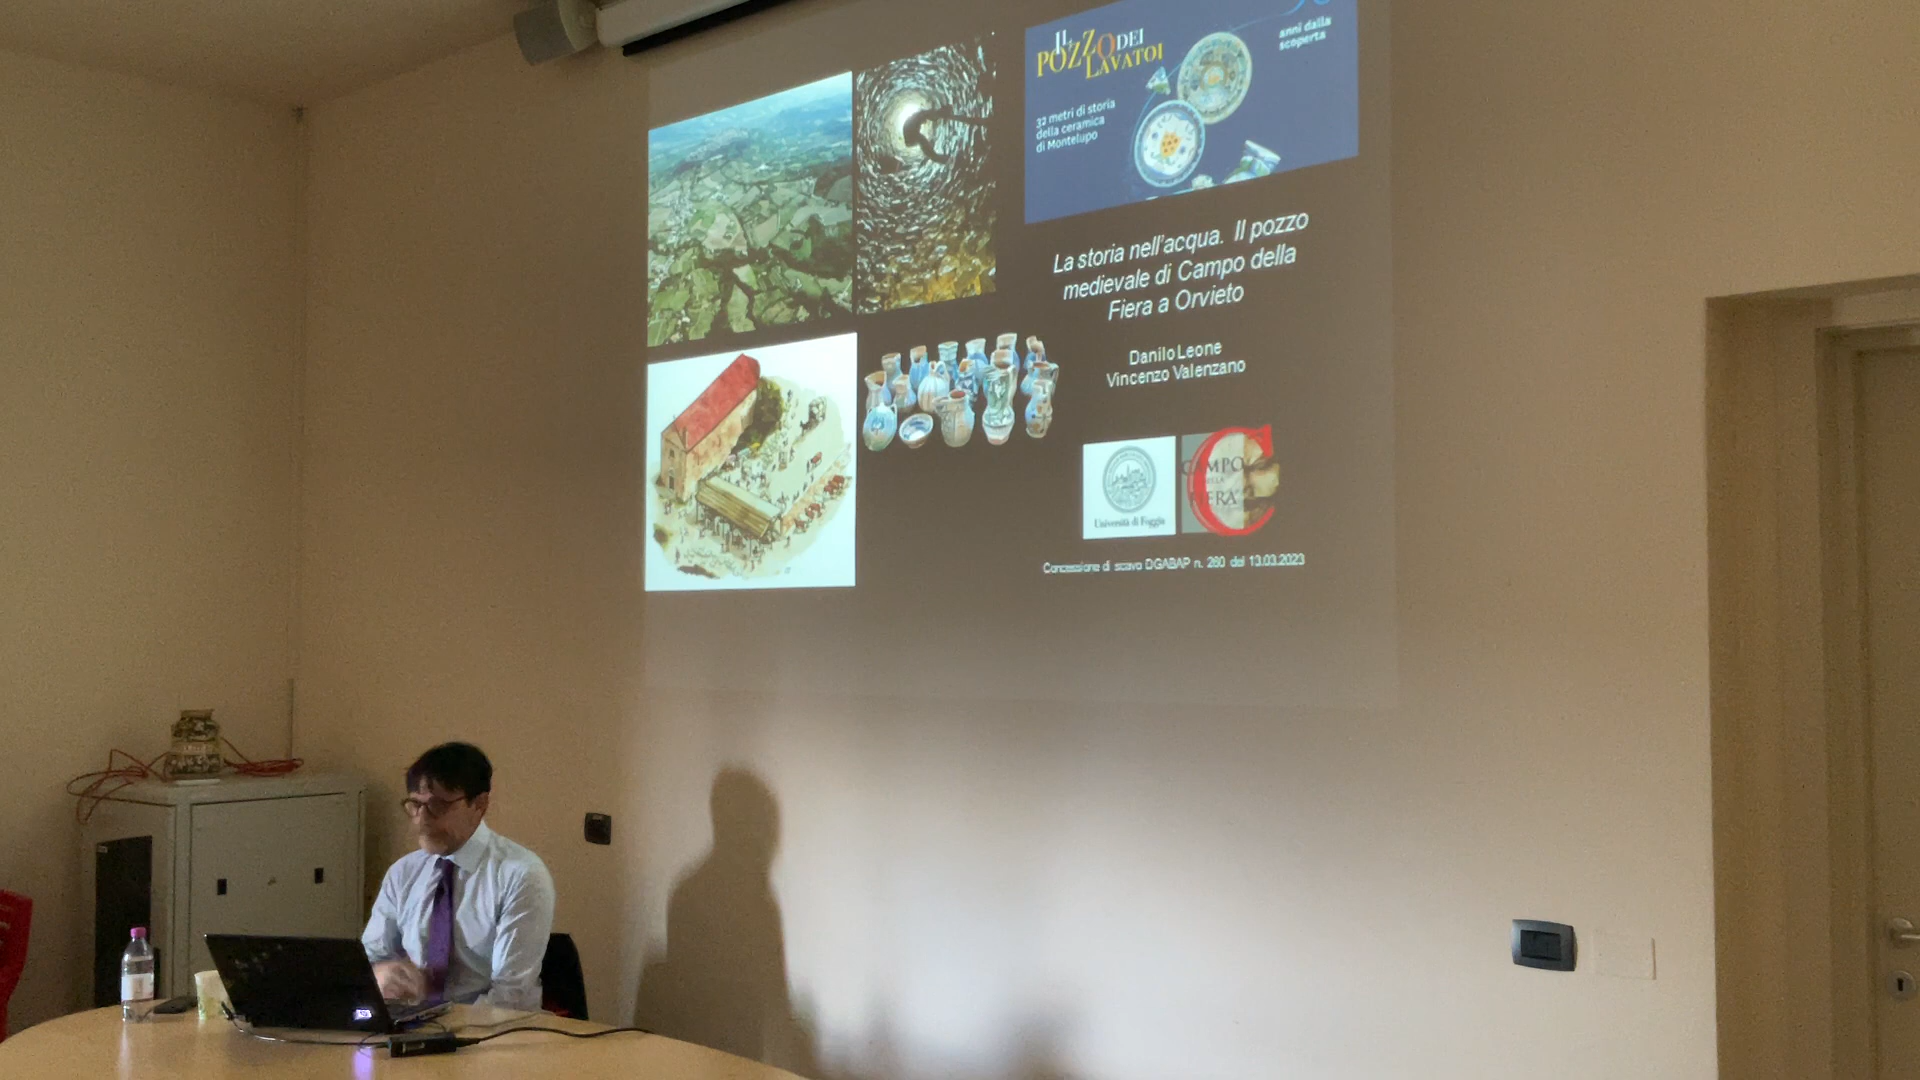 IL
POZZO DEI
LAVATOI
anni dalla
scoperta
32 metri di storia
della ceramica
di Montelupo
La storia nell'acqua. Il pozzo
medievale di Campo della
Fiera a Orvieto
Danilo Leone
Vincenzo Valenzano
Università di Foggia
CAMPO
DELLA
FIERA
Concessione di scavo DGABAP n. 260 del 13.03.2023